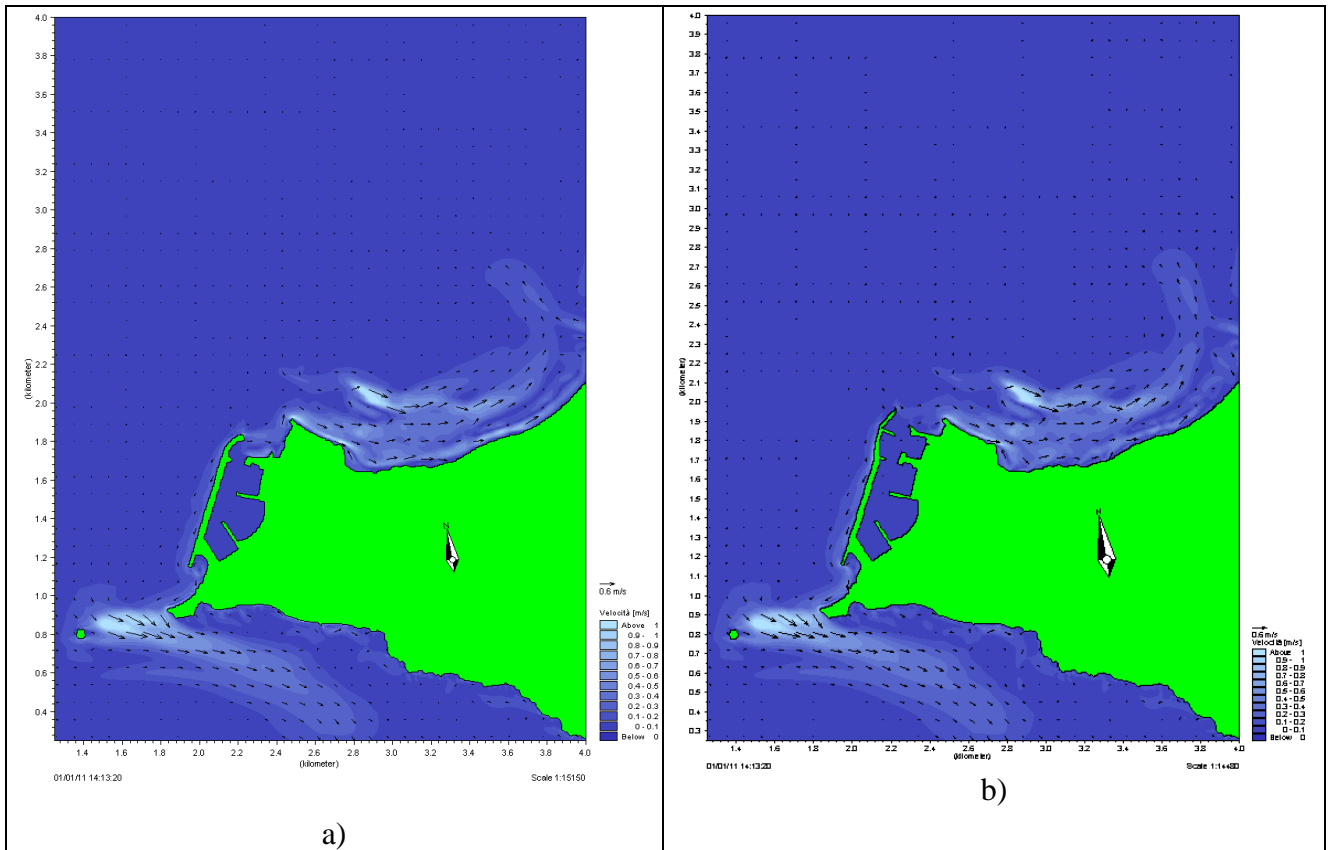 4.0
3.8
3.6
3.4
3.2
3.0
2.8
2.6
2.4
2.2
2.0
1.8
1.6
1.4
1.2
1.0
0.8
0.6
0.4
(kilometer)
1.4 1.6 1.8 2.0 2.2 2.4 2.6 2.8 3.0 3.2 3.4 3.6 3.8 4.0
(kilometer)
N
0.6 m/s
Velocità [m/s]
Above 1
0.9 - 1
0.8 - 0.9
0.7 - 0.8
0.6 - 0.7
0.5 - 0.6
0.4 - 0.5
0.3 - 0.4
0.2 - 0.3
0.1 - 0.2
0 - 0.1
Below 0
01/01/11 14:13:20 Scale 1:15150
a)
4.0
3.9
3.8
3.7
3.6
3.5
3.4
3.3
3.2
3.1
3.0
2.9
2.8
2.7
2.6
2.5
2.4
2.3
2.2
2.1
2.0
1.9
1.8
1.7
1.6
1.5
1.4
1.3
1.2
1.1
1.0
0.9
0.8
0.7
0.6
0.5
0.4
0.3
(kilometer)
1.4 1.6 1.8 2.0 2.2 2.4 2.6 2.8 3.0 3.2 3.4 3.6 3.8 4.0
(kilometer)
N
0.6 m/s
Velocità [m/s]
Above 1
0.9 - 1
0.8 - 0.9
0.7 - 0.8
0.6 - 0.7
0.5 - 0.6
0.4 - 0.5
0.3 - 0.4
0.2 - 0.3
0.1 - 0.2
0 - 0.1
Below 0
01/01/11 14:13:20 Scale 1:14480
b)